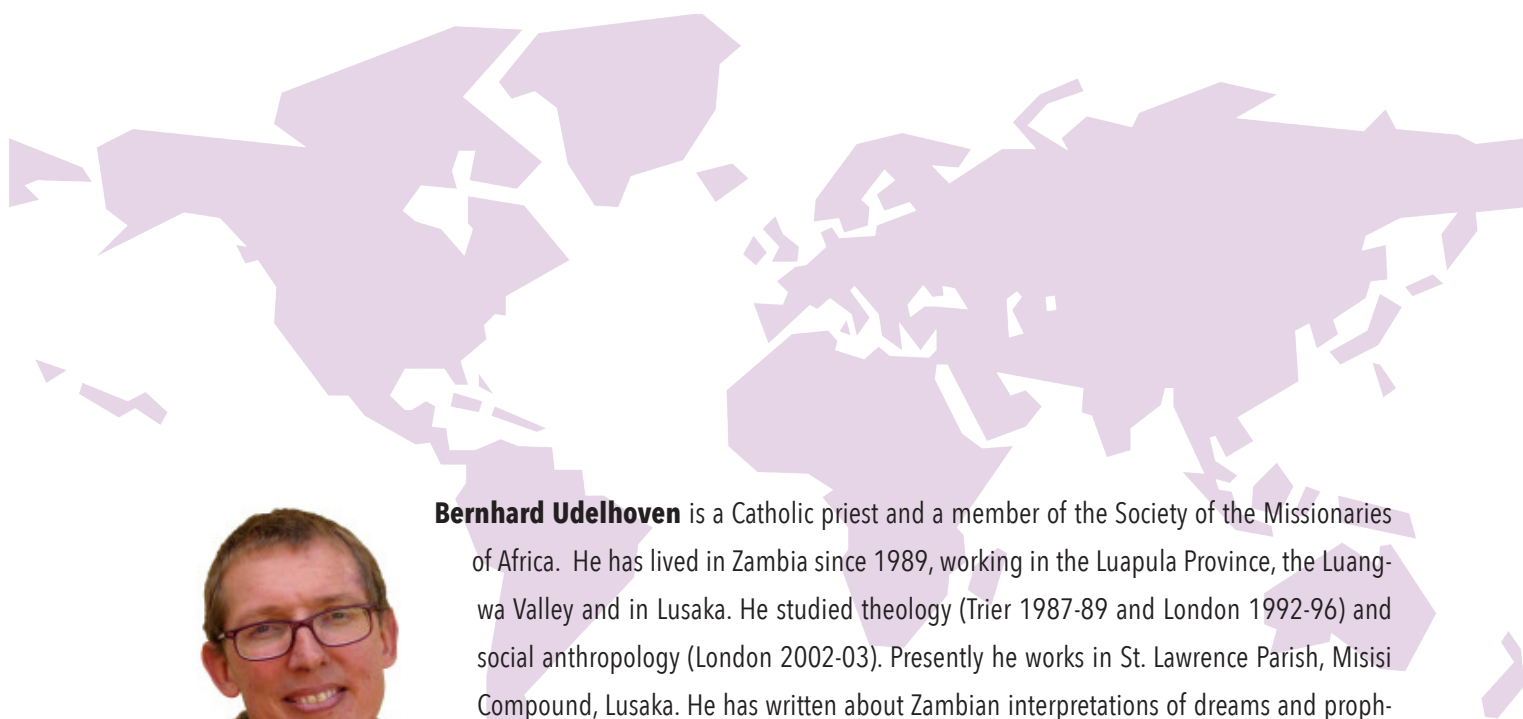 Bernhard Udelhoven is a Catholic priest and a member of the Society of the Missionaries
of Africa. He has lived in Zambia since 1989, working in the Luapula Province, the Luang-
wa Valley and in Lusaka. He studied theology (Trier 1987-89 and London 1992-96) and
social anthropology (London 2002-03). Presently he works in St. Lawrence Parish, Misisi
Compound, Lusaka. He has written about Zambian interpretations of dreams and proph-